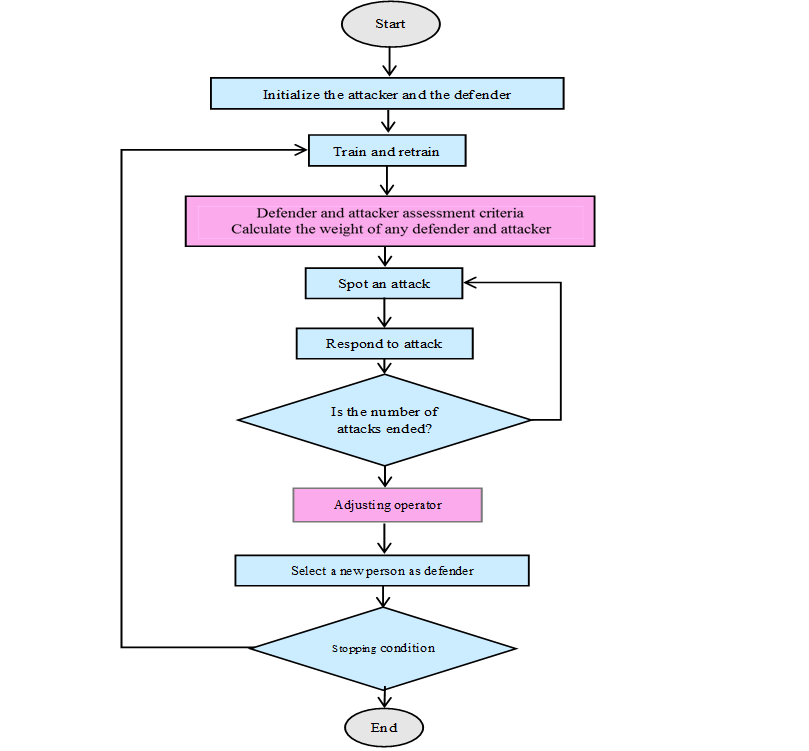 Start
Initialize the attacker and the defender
Train and retrain
Defender and attacker assessment criteria
Calculate the weight of any defender and attacker
Spot an attack
Respond to attack
Is the number of
attacks ended?
Adjusting operator
Select a new person as defender
Stopping condition
End